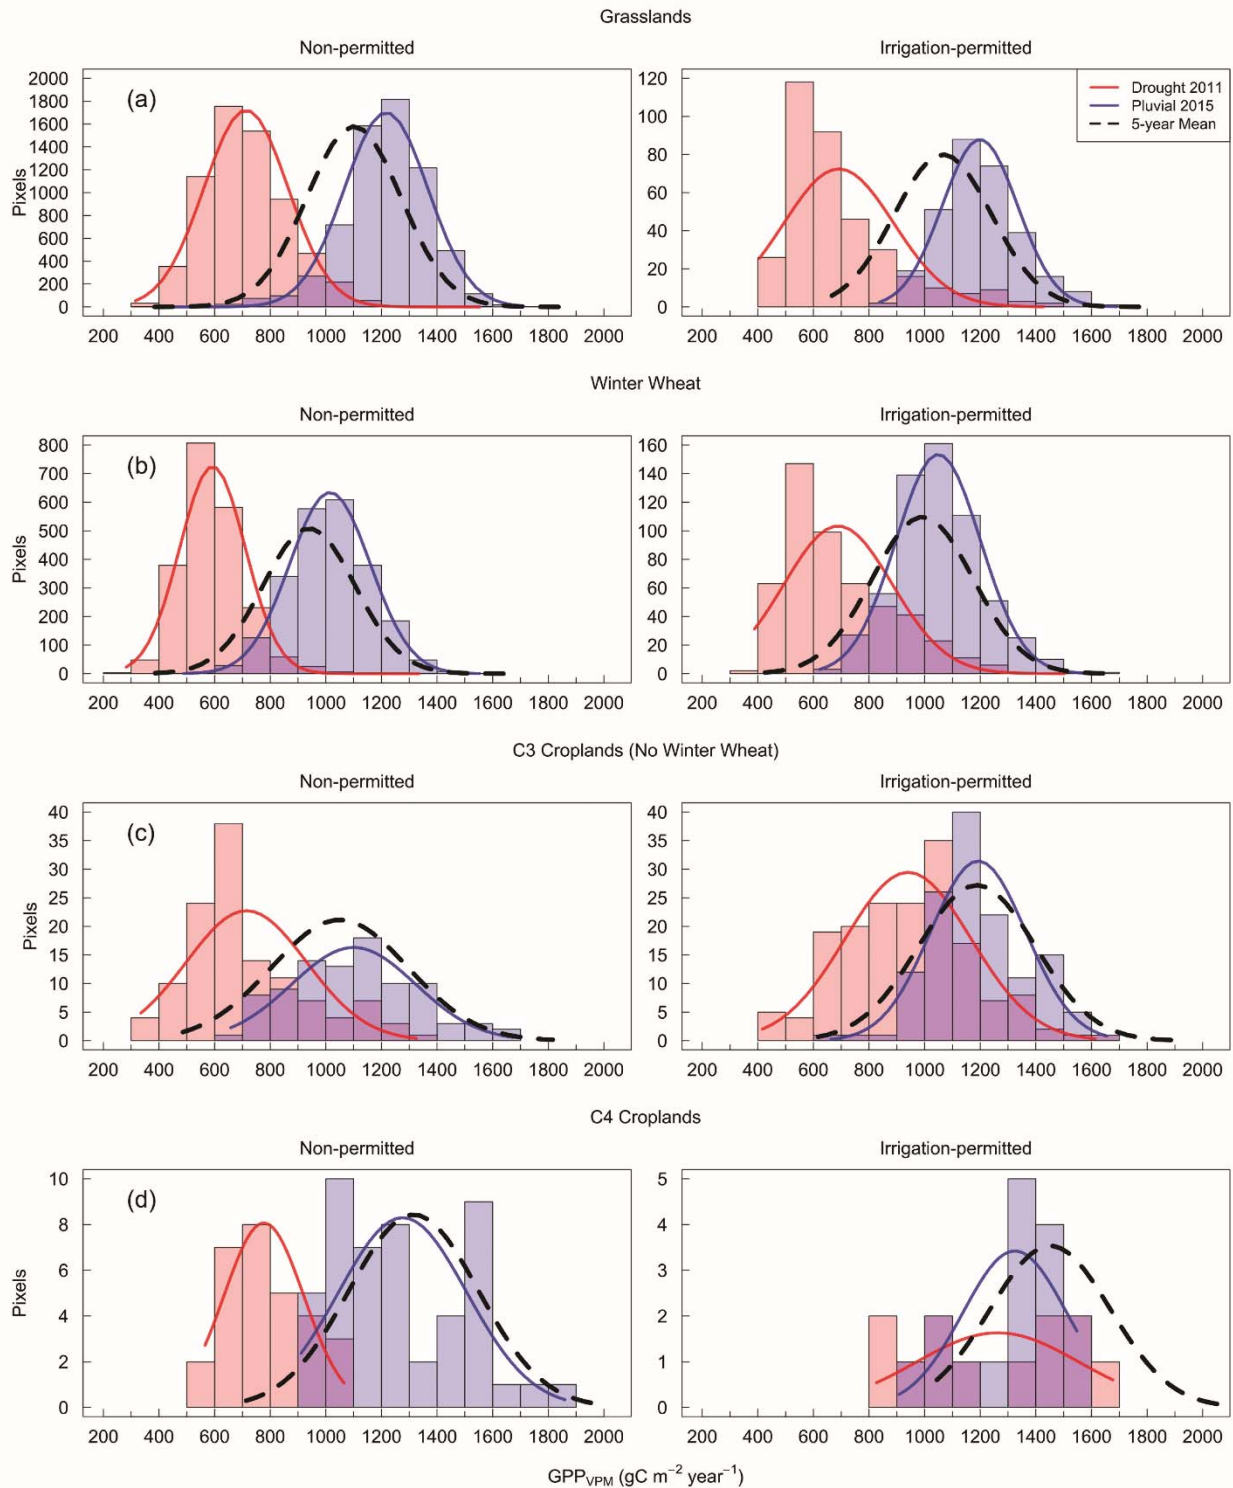 Grasslands
Non-permitted
Irrigation-permitted
(a)
Pixels
2000
1800
1600
1400
1200
1000
800
600
400
200
0
200 400 600 800 1000 1200 1400 1600 1800 2000
120
100
80
60
40
20
0
200 400 600 800 1000 1200 1400 1600 1800 2000
Drought 2011
Pluvial 2015
5-year Mean
Winter Wheat
Non-permitted
Irrigation-permitted
(b)
Pixels
800
700
600
500
400
300
200
100
0
200 400 600 800 1000 1200 1400 1600 1800 2000
160
140
120
100
80
60
40
20
0
200 400 600 800 1000 1200 1400 1600 1800 2000
C3 Croplands (No Winter Wheat)
Non-permitted
Irrigation-permitted
(c)
Pixels
40
35
30
25
20
15
10
5
0
200 400 600 800 1000 1200 1400 1600 1800 2000
40
35
30
25
20
15
10
5
0
200 400 600 800 1000 1200 1400 1600 1800 2000
C4 Croplands
Non-permitted
Irrigation-permitted
(d)
Pixels
10
8
6
4
2
0
200 400 600 800 1000 1200 1400 1600 1800 2000
5
4
3
2
1
0
200 400 600 800 1000 1200 1400 1600 1800 2000
GPP_VPM (gC m⁻² year⁻¹)